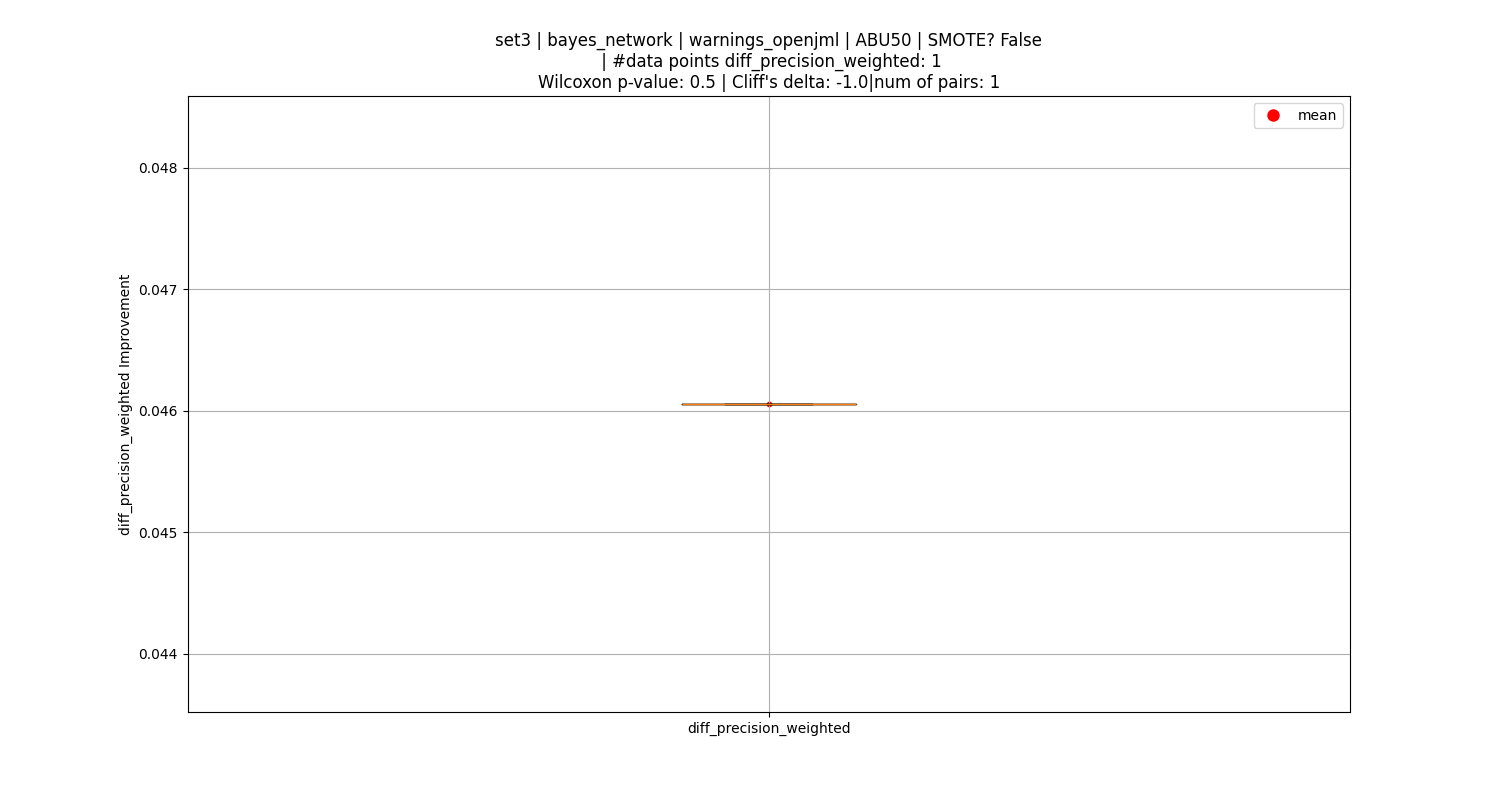 set3 | bayes_network | warnings_openjml | ABU50 | SMOTE? False
| #data points diff_precision_weighted: 1
Wilcoxon p-value: 0.5 | Cliff's delta: -1.0|num of pairs: 1
mean
0.048
0.047
0.046
0.045
0.044
diff_precision_weighted Improvement
diff_precision_weighted